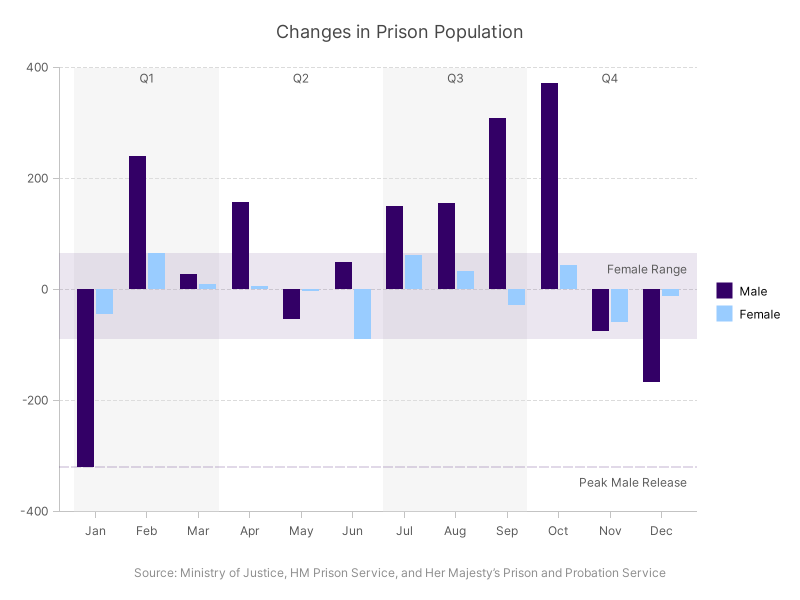 Changes in Prison Population
400
Q1 Q2 Q3 Q4
200
Female Range
0
Male
Female
-200
Peak Male Release
-400
Jan Feb Mar Apr May Jun Jul Aug Sep Oct Nov Dec
Source: Ministry of Justice, HM Prison Service, and Her Majesty’s Prison and Probation Service